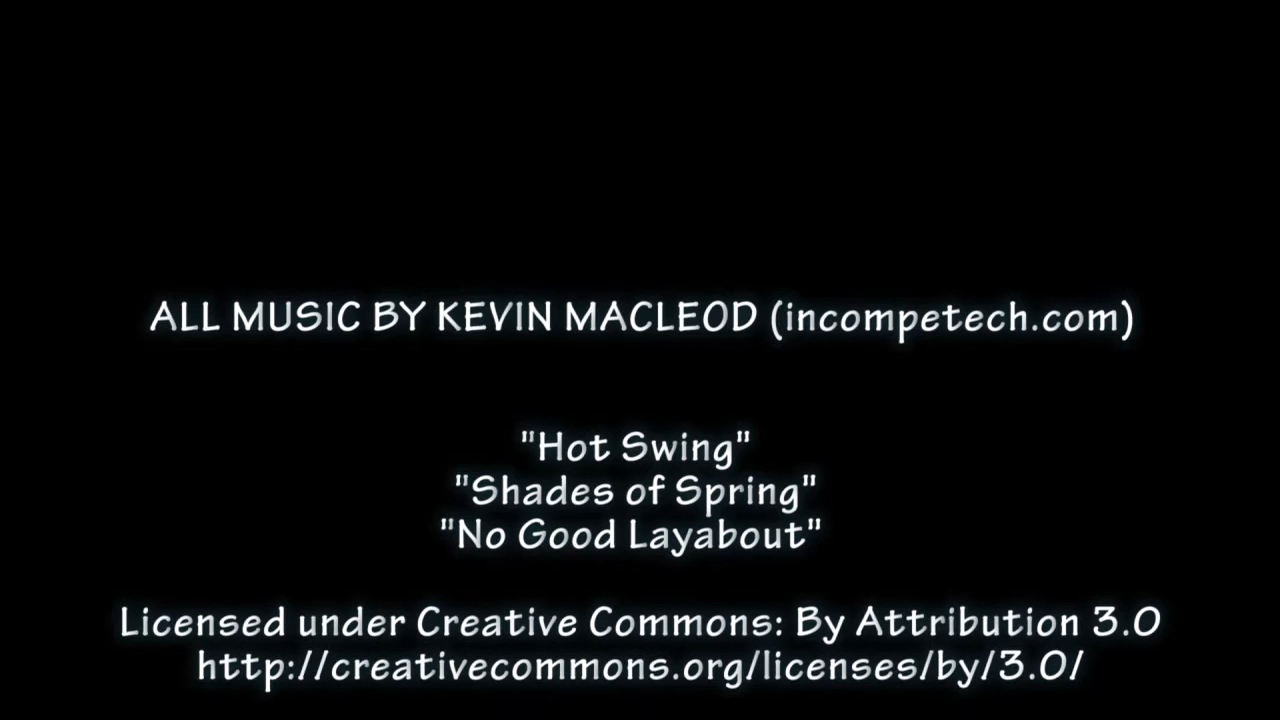 ALL MUSIC BY KEVIN MACLEOD (incompetech.com)
"Hot Swing"
"Shades of Spring"
"No Good Layabout"
Licensed under Creative Commons: By Attribution 3.0
http://creativecommons.org/licenses/by/3.0/